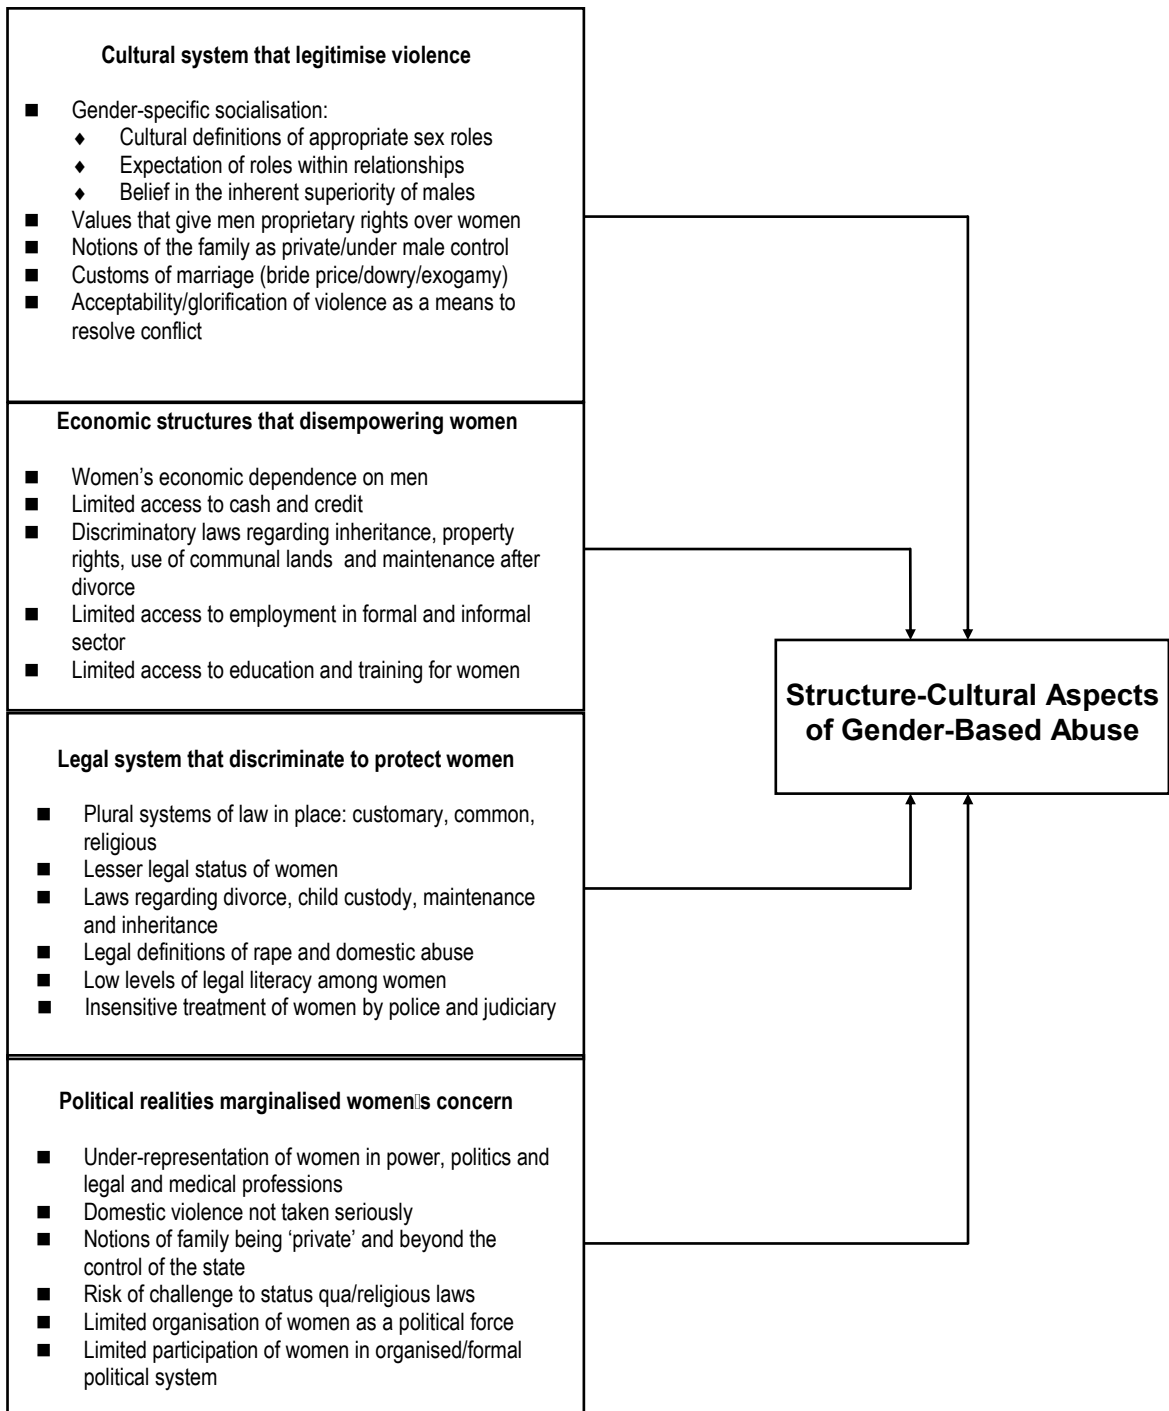 Cultural system that legitimise violence
■ Gender-specific socialisation:
♦ Cultural definitions of appropriate sex roles
♦ Expectation of roles within relationships
♦ Belief in the inherent superiority of males
■ Values that give men proprietary rights over women
■ Notions of the family as private/under male control
■ Customs of marriage (bride price/dowry/exogamy)
■ Acceptability/glorification of violence as a means to
resolve conflict
Economic structures that disempowering women
■ Women’s economic dependence on men
■ Limited access to cash and credit
■ Discriminatory laws regarding inheritance, property
rights, use of communal lands  and maintenance after
divorce
■ Limited access to employment in formal and informal
sector
■ Limited access to education and training for women
Legal system that discriminate to protect women
■ Plural systems of law in place: customary, common,
religious
■ Lesser legal status of women
■ Laws regarding divorce, child custody, maintenance
and inheritance
■ Legal definitions of rape and domestic abuse
■ Low levels of legal literacy among women
■ Insensitive treatment of women by police and judiciary
Political realities marginalised women▯s concern
■ Under-representation of women in power, politics and
legal and medical professions
■ Domestic violence not taken seriously
■ Notions of family being ‘private’ and beyond the
control of the state
■ Risk of challenge to status qua/religious laws
■ Limited organisation of women as a political force
■ Limited participation of women in organised/formal
political system
Structure-Cultural Aspects
of Gender-Based Abuse